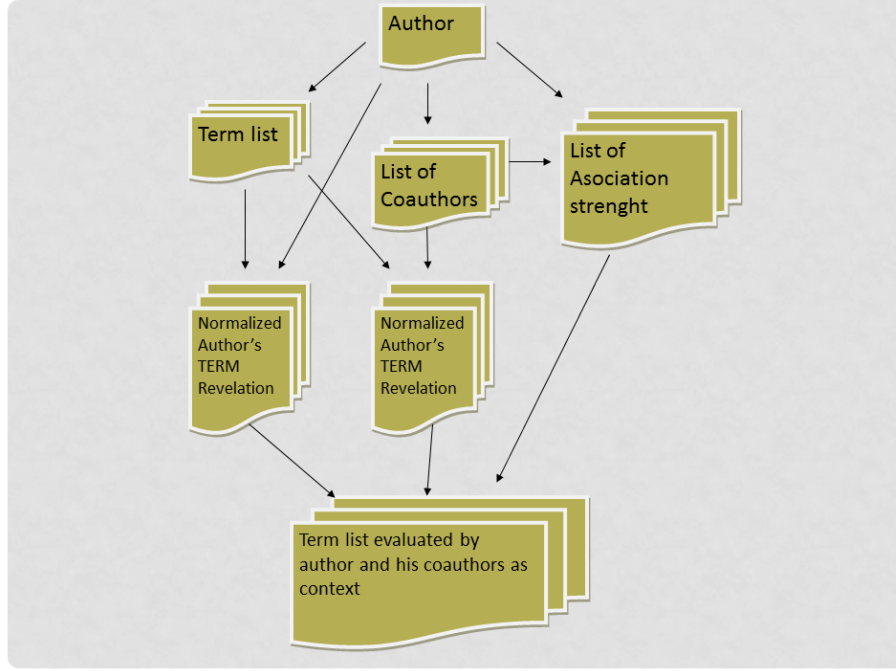 Author
Term list
List of
Coauthors
List of
Asociation
strenght
Normalized
Author's
TERM
Revelation
Normalized
Author's
TERM
Revelation
Term list evaluated by
author and his coauthors as
context